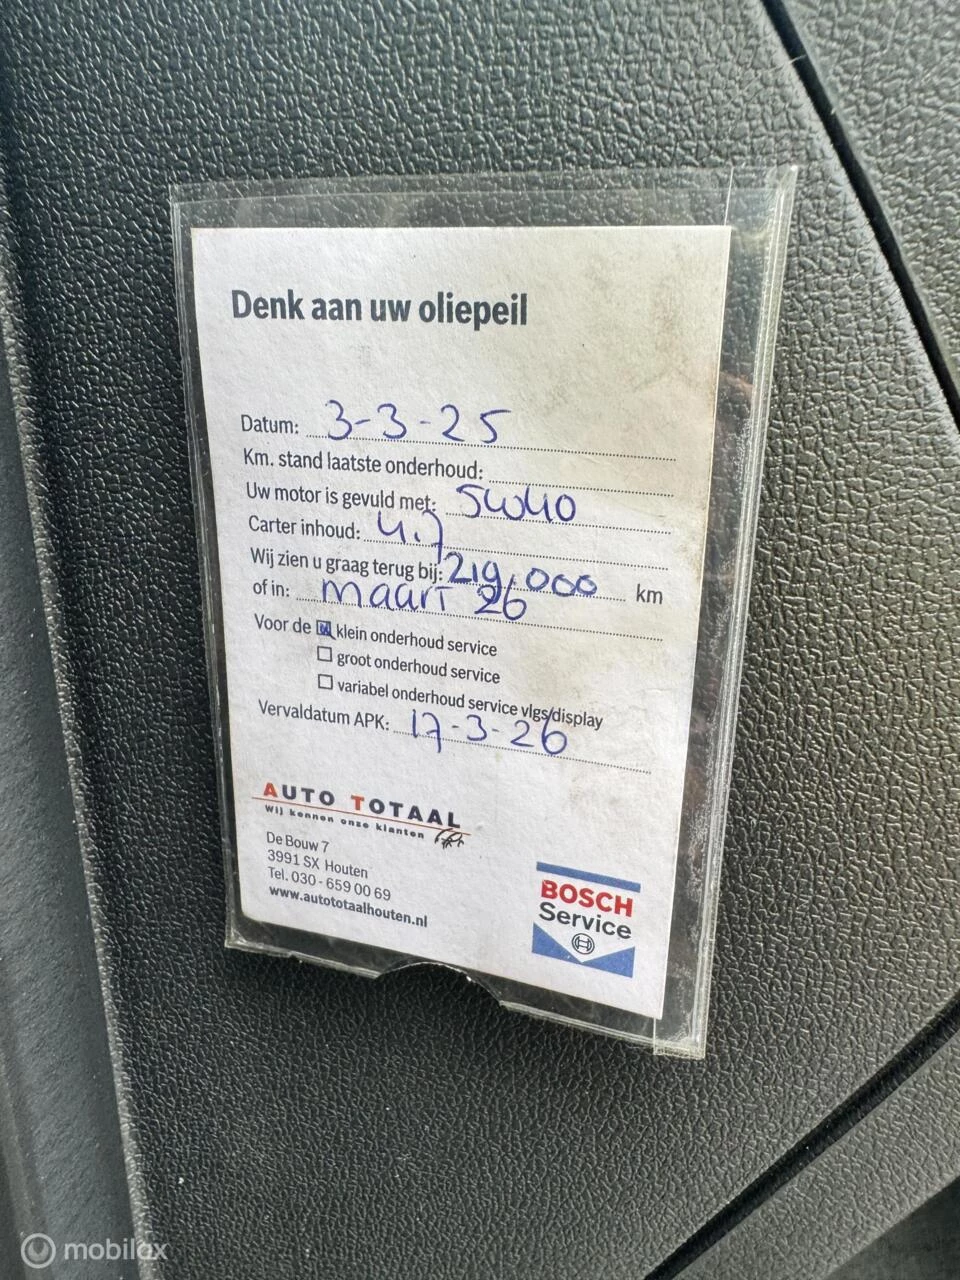 Denk aan uw oliepeil
Datum: 3-3-25
Km. stand laatste onderhoud:
Uw motor is gevuld met: 5W40
Carter inhoud: 4.7
Wij zien u graag terug bij: 219.000 km
of in: maart 26
Voor de klein onderhoud service
groot onderhoud service
variabel onderhoud service vlgs/display
Vervaldatum APK: 17-3-26
AUTO TOTAAL
Wij kennen onze klanten
De Bouw 7
3991 SX Houten
Tel. 030 - 659 00 69
www.autototaalhouten.nl
BOSCH
Service
mobilox